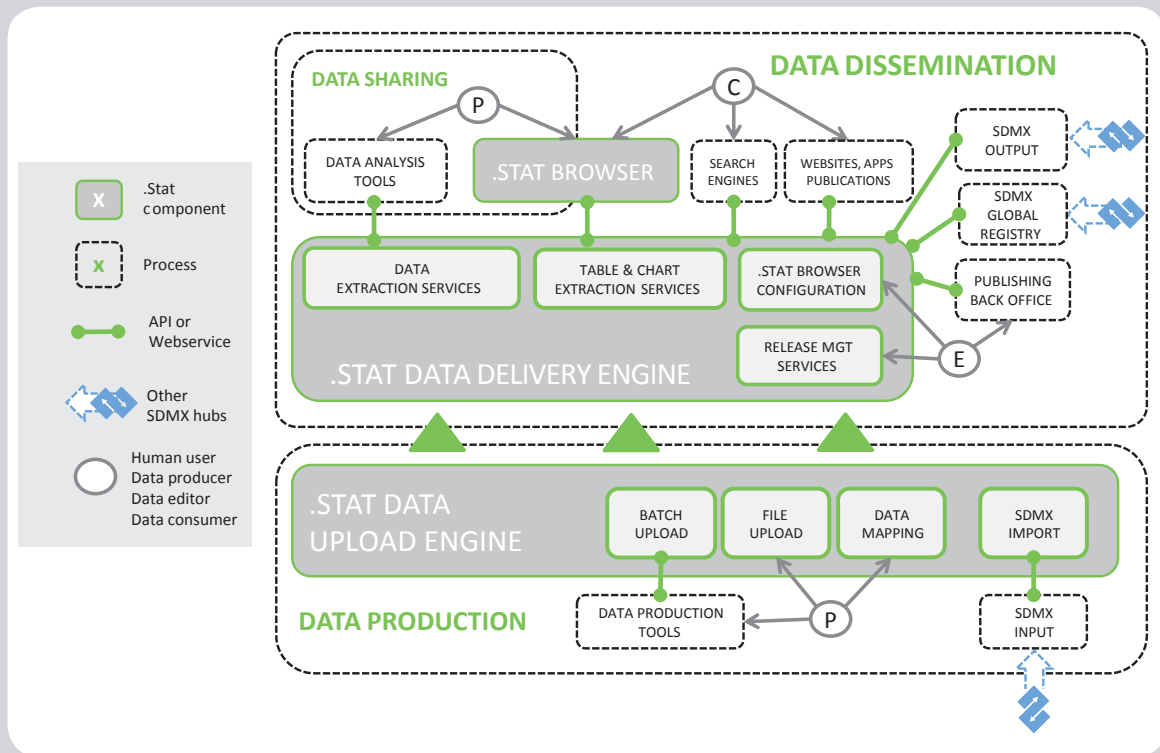 DATA DISSEMINATION
DATA SHARING
P
C
DATA ANALYSIS
TOOLS
.STAT BROWSER
SEARCH
ENGINES
WEBSITES, APPS
PUBLICATIONS
SDMX
OUTPUT
SDMX
GLOBAL
REGISTRY
PUBLISHING
BACK OFFICE
DATA
EXTRACTION SERVICES
TABLE & CHART
EXTRACTION SERVICES
.STAT BROWSER
CONFIGURATION
RELEASE MGT
SERVICES
E
.STAT DATA DELIVERY ENGINE
X
.Stat
component
X
Process
API or
Webservice
Other
SDMX hubs
Human user
Data producer
Data editor
Data consumer
.STAT DATA
UPLOAD ENGINE
BATCH
UPLOAD
FILE
UPLOAD
DATA
MAPPING
SDMX
IMPORT
DATA PRODUCTION
DATA PRODUCTION
TOOLS
P
SDMX
INPUT